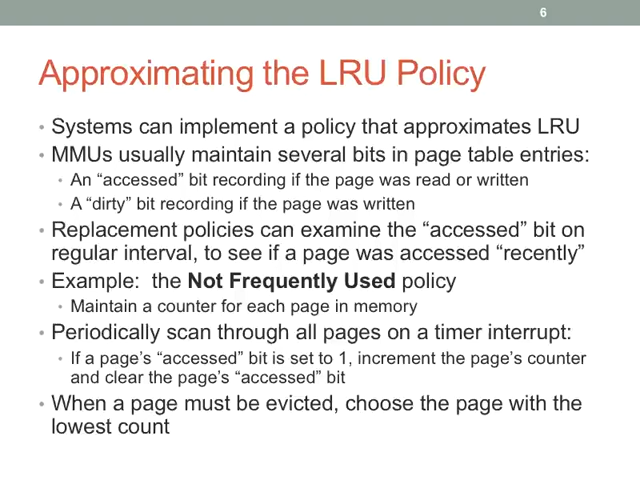 6
Approximating the LRU Policy
• Systems can implement a policy that approximates LRU
• MMUs usually maintain several bits in page table entries:
• An “accessed” bit recording if the page was read or written
• A “dirty” bit recording if the page was written
• Replacement policies can examine the “accessed” bit on
regular interval, to see if a page was accessed “recently”
• Example: the Not Frequently Used policy
• Maintain a counter for each page in memory
• Periodically scan through all pages on a timer interrupt:
• If a page’s “accessed” bit is set to 1, increment the page’s counter
and clear the page’s “accessed” bit
• When a page must be evicted, choose the page with the
lowest count